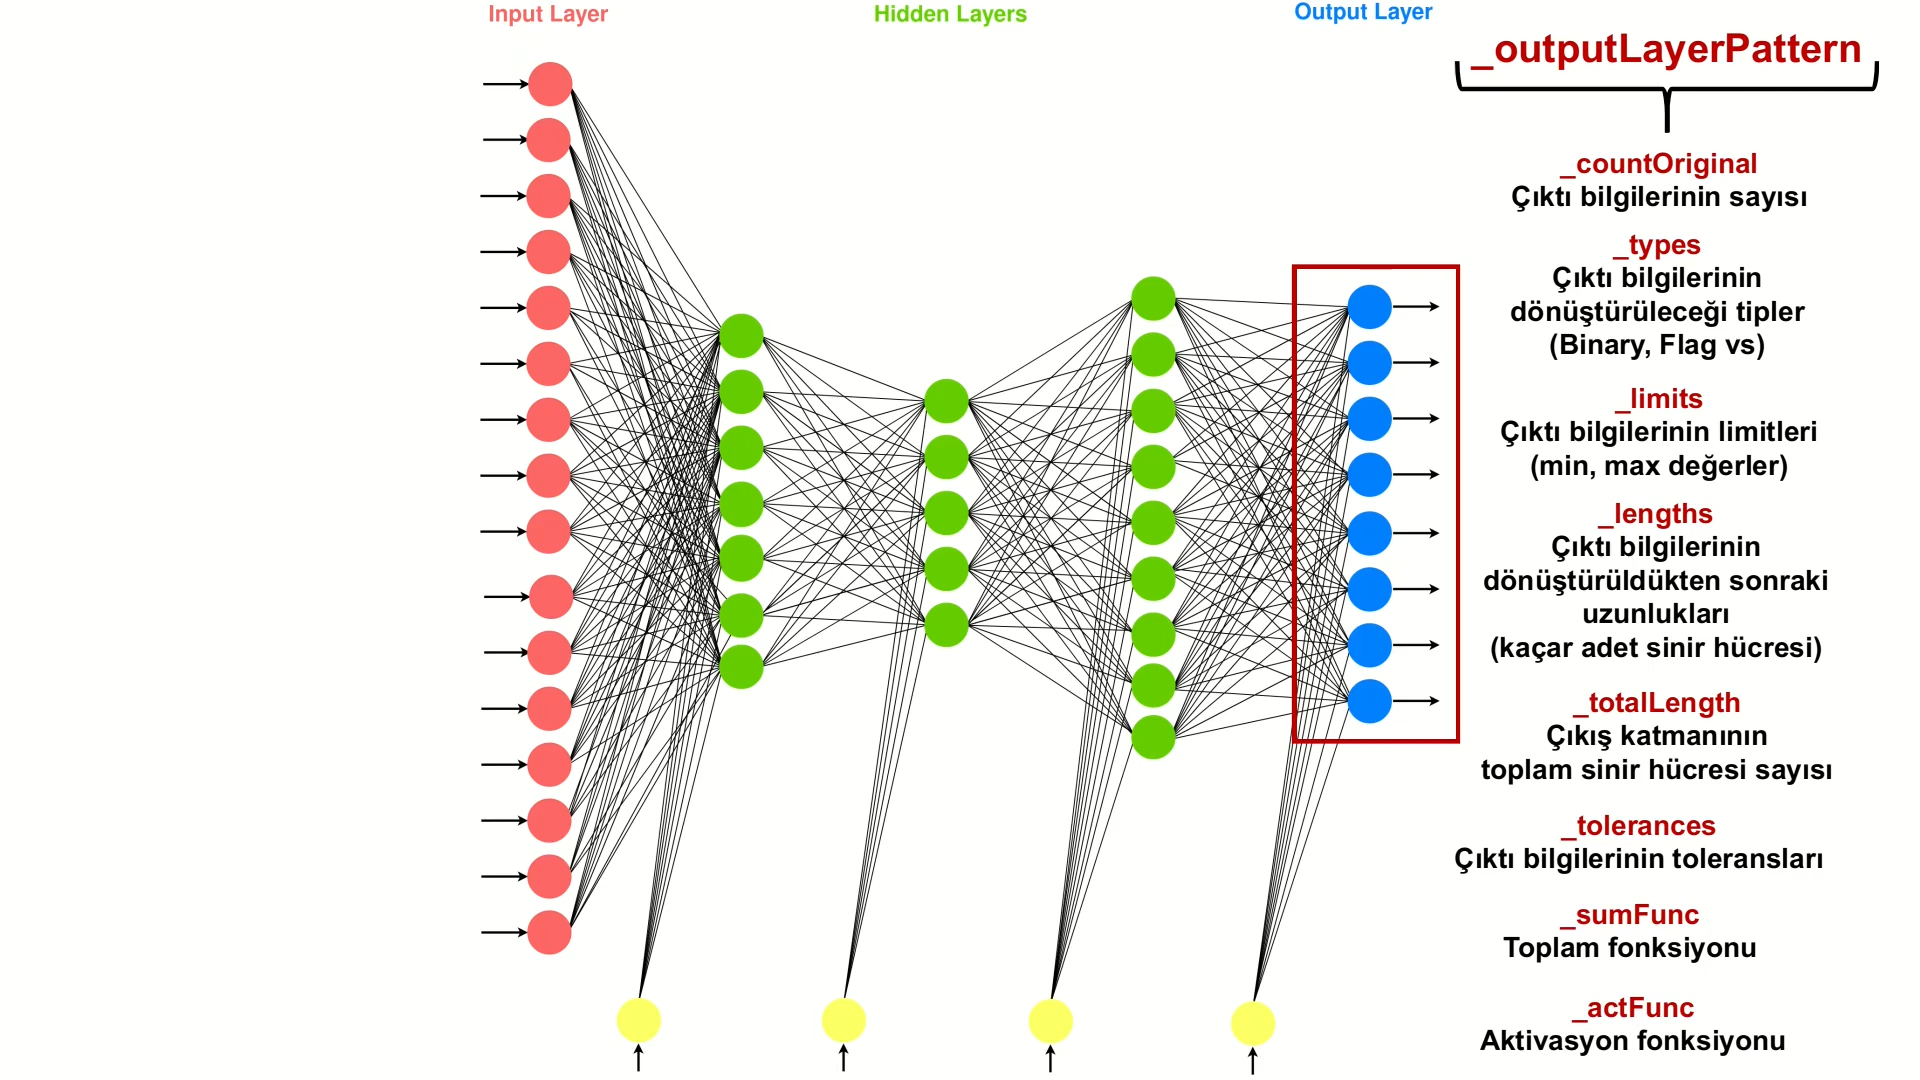 Input Layer
Hidden Layers
Output Layer
_outputLayerPattern
_countOriginal
Çıktı bilgilerinin sayısı
_types
Çıktı bilgilerinin
dönüştürüleceği tipler
(Binary, Flag vs)
_limits
Çıktı bilgilerinin limitleri
(min, max değerler)
_lengths
Çıktı bilgilerinin
dönüştürüldükten sonraki
uzunlukları
(kaçar adet sinir hücresi)
_totalLength
Çıkış katmanının
toplam sinir hücresi sayısı
_tolerances
Çıktı bilgilerinin toleransları
_sumFunc
Toplam fonksiyonu
_actFunc
Aktivasyon fonksiyonu